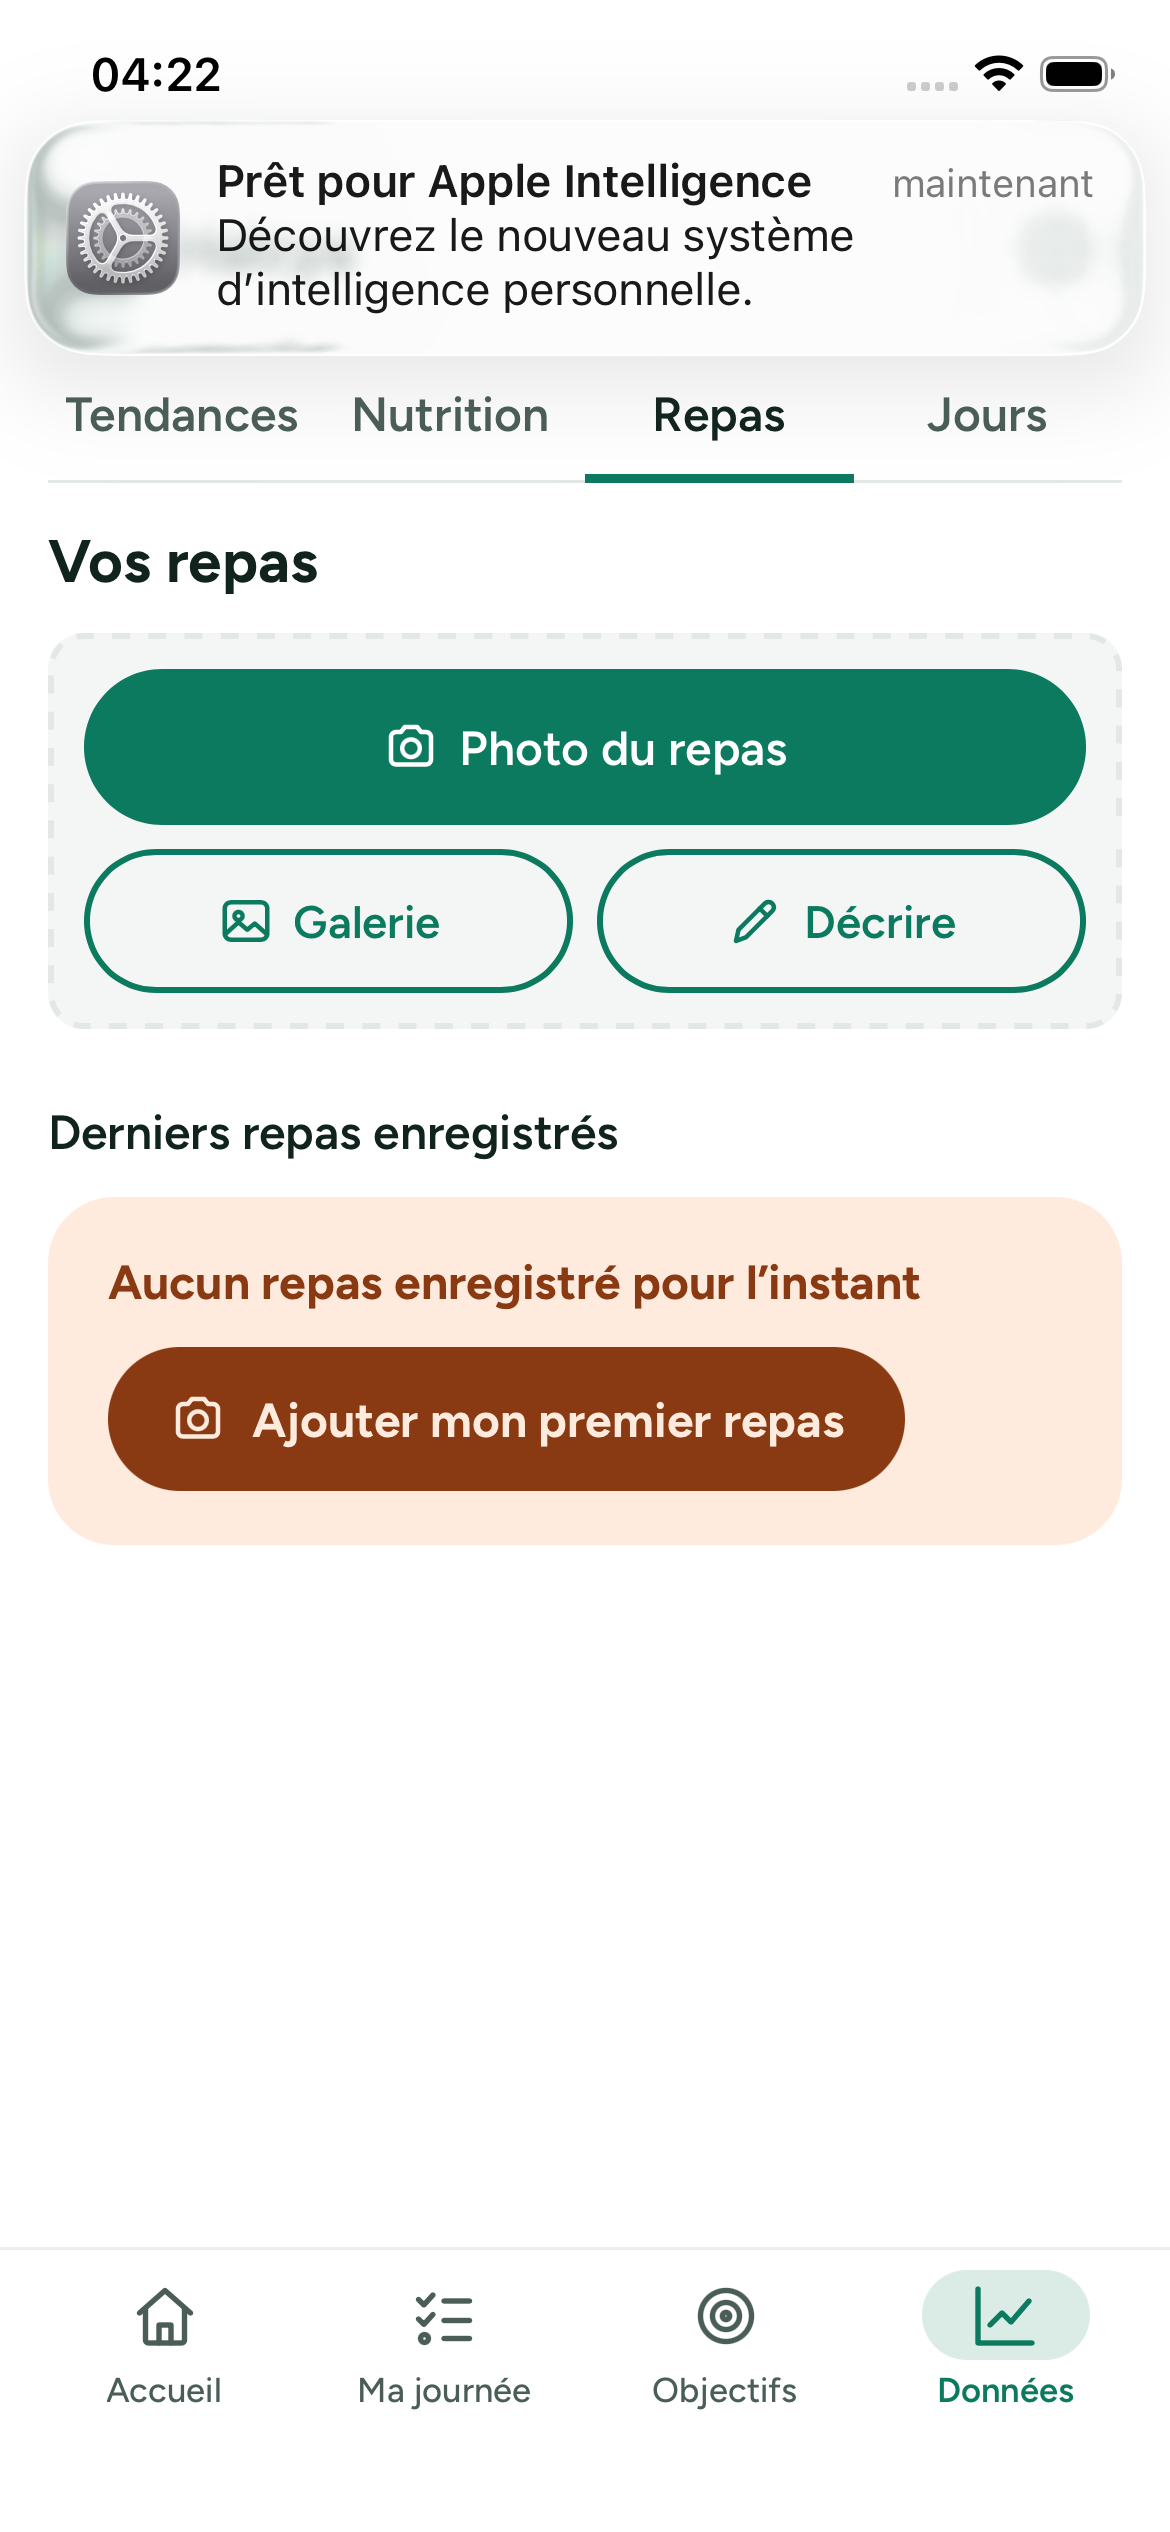 04:22
Prêt pour Apple Intelligence
maintenant
Découvrez le nouveau système
d’intelligence personnelle.
Tendances
Nutrition
Repas
Jours
Vos repas
Photo du repas
Galerie
Décrire
Derniers repas enregistrés
Aucun repas enregistré pour l’instant
Ajouter mon premier repas
Accueil
Ma journée
Objectifs
Données